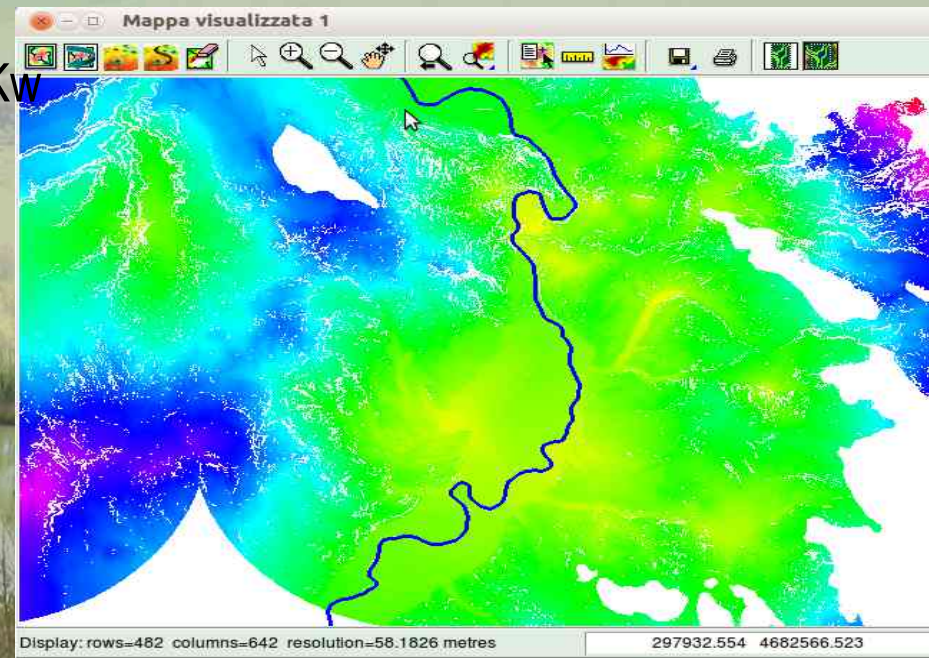 Mappa visualizzata 1
Kw
Display: rows=482 columns=642 resolution=58.1826 metres
297932.554 4682566.523